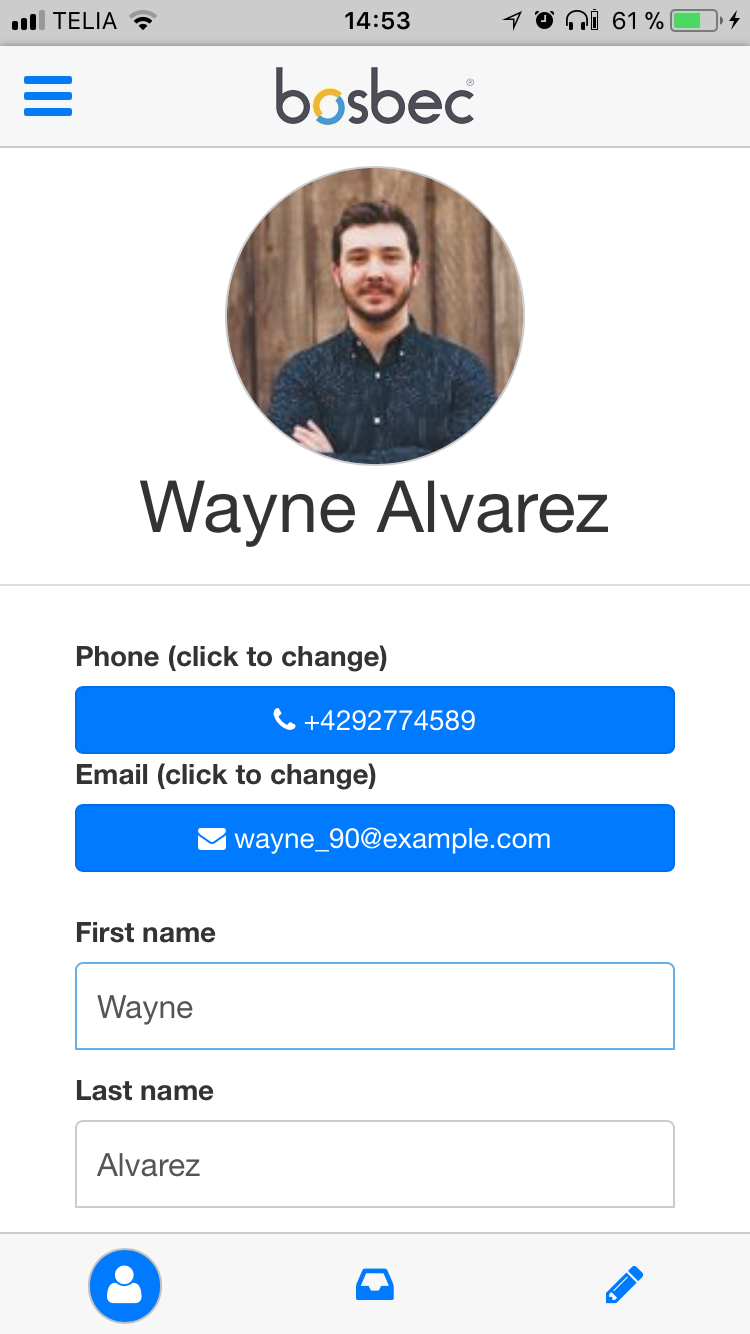 TELIA 14:53 61 %
bosbec®
Wayne Alvarez
Phone (click to change)
+4292774589
Email (click to change)
wayne_90@example.com
First name
Wayne
Last name
Alvarez